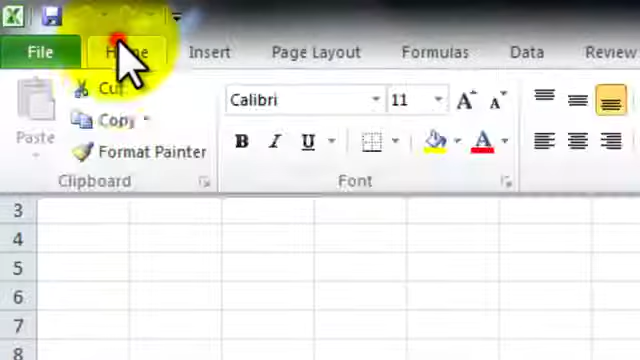 File Home Insert Page Layout Formulas Data Review
Cut
Calibri 11
Paste
Copy
B I U A
Format Painter
Clipboard Font
3
4
5
6
7
8